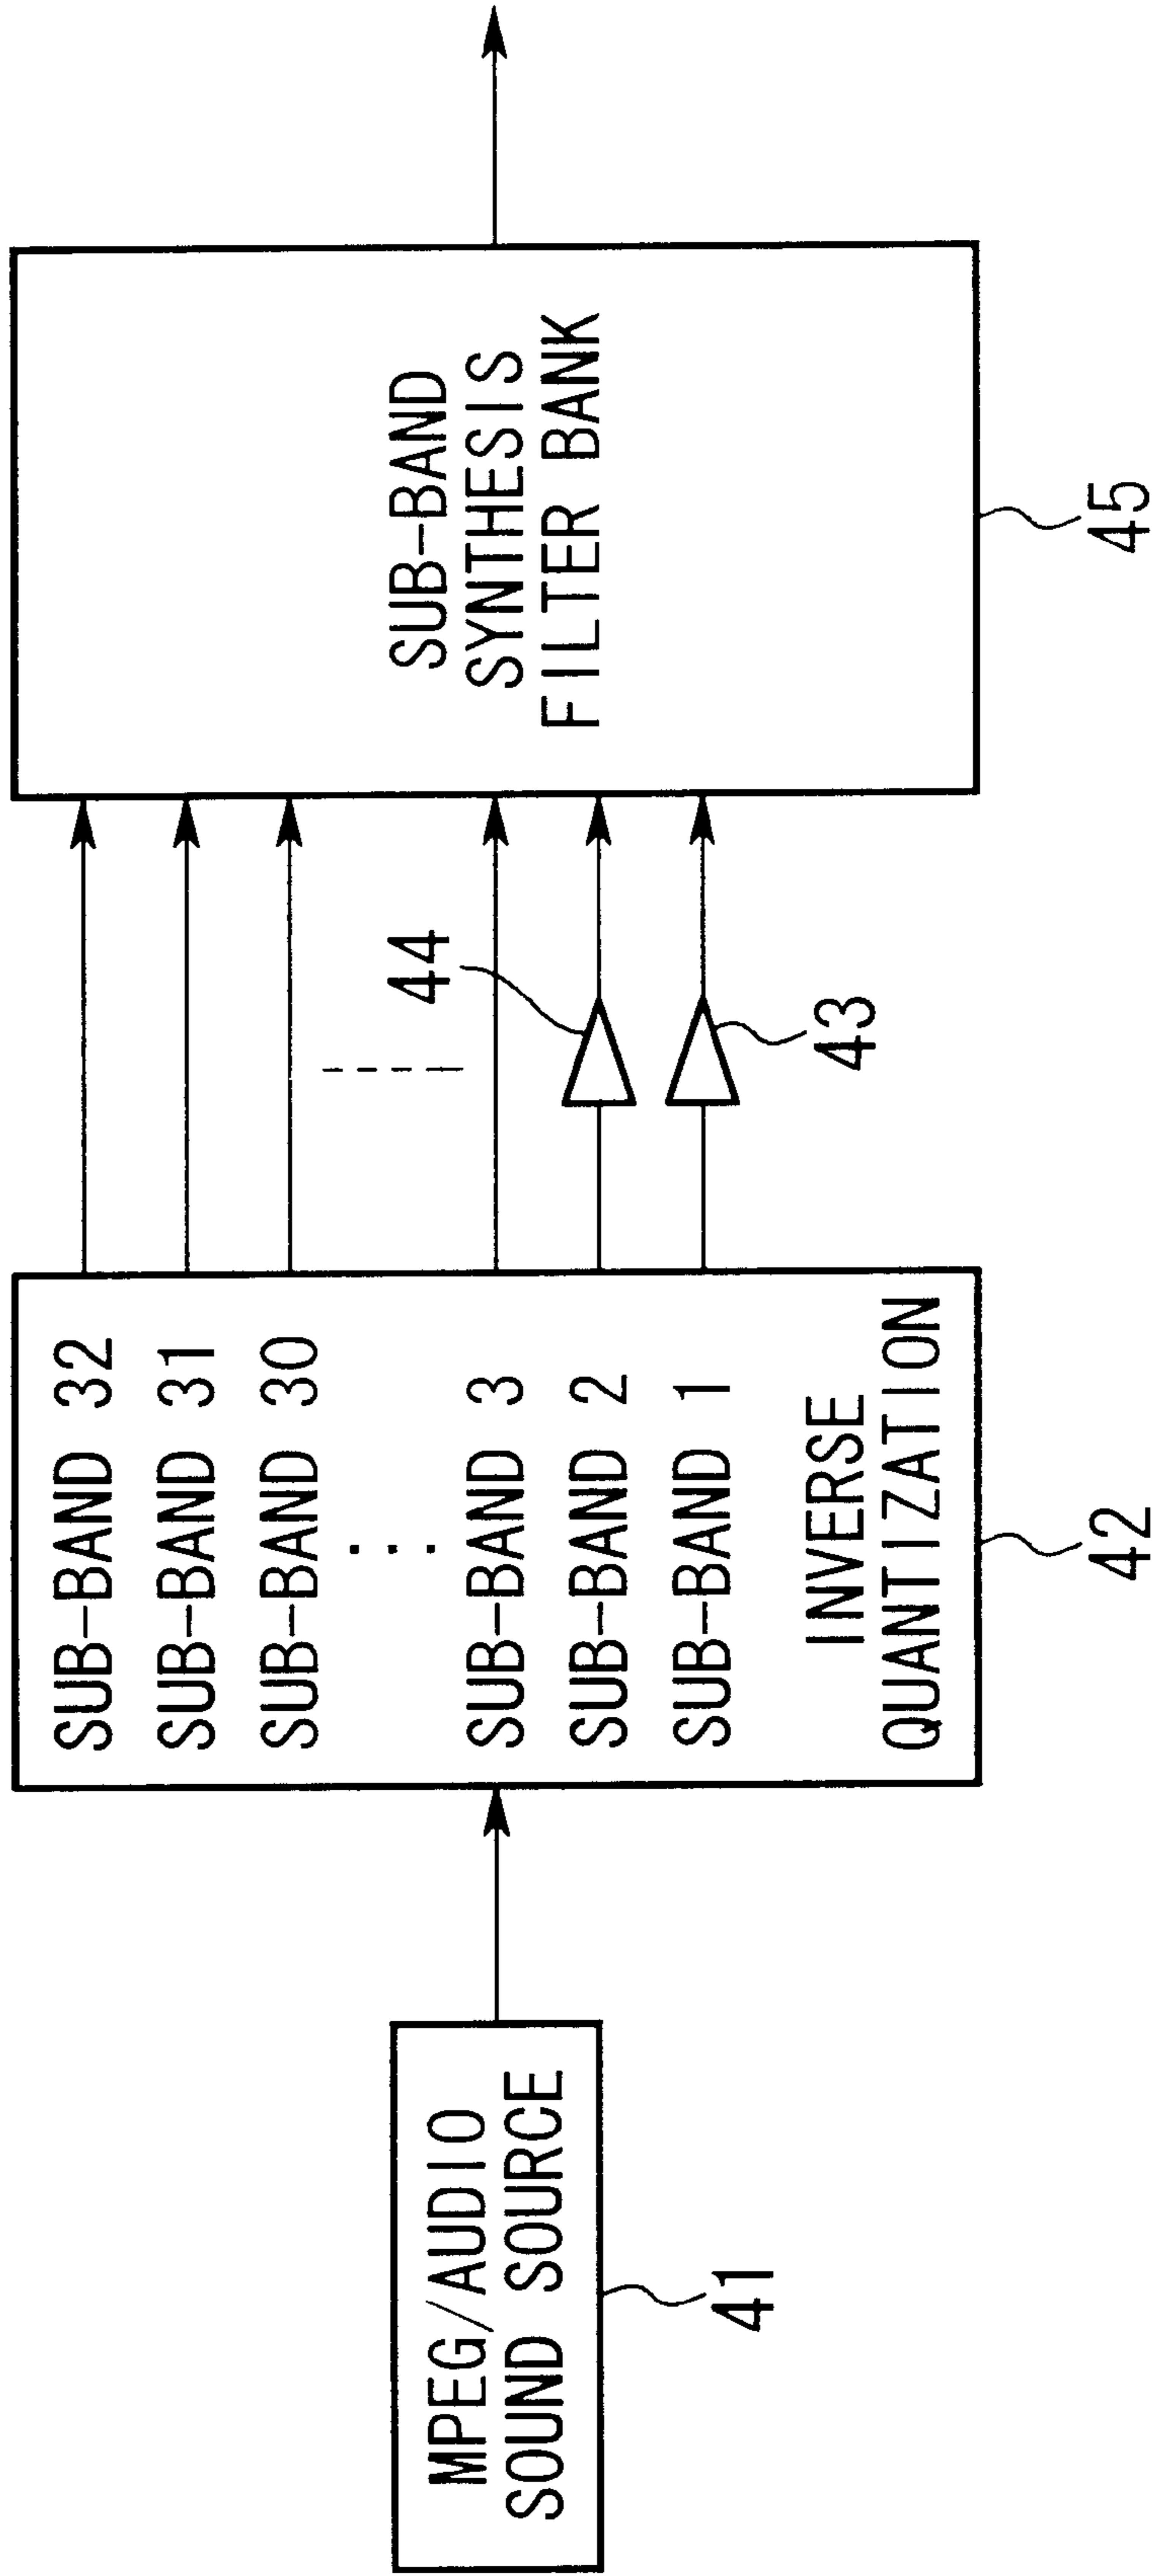 MPEG/AUDIO
SOUND SOURCE
41
SUB-BAND 32
SUB-BAND 31
SUB-BAND 30
...
SUB-BAND 3
SUB-BAND 2
SUB-BAND 1
INVERSE
QUANTIZATION
42
44
43
SUB-BAND
SYNTHESIS
FILTER BANK
45